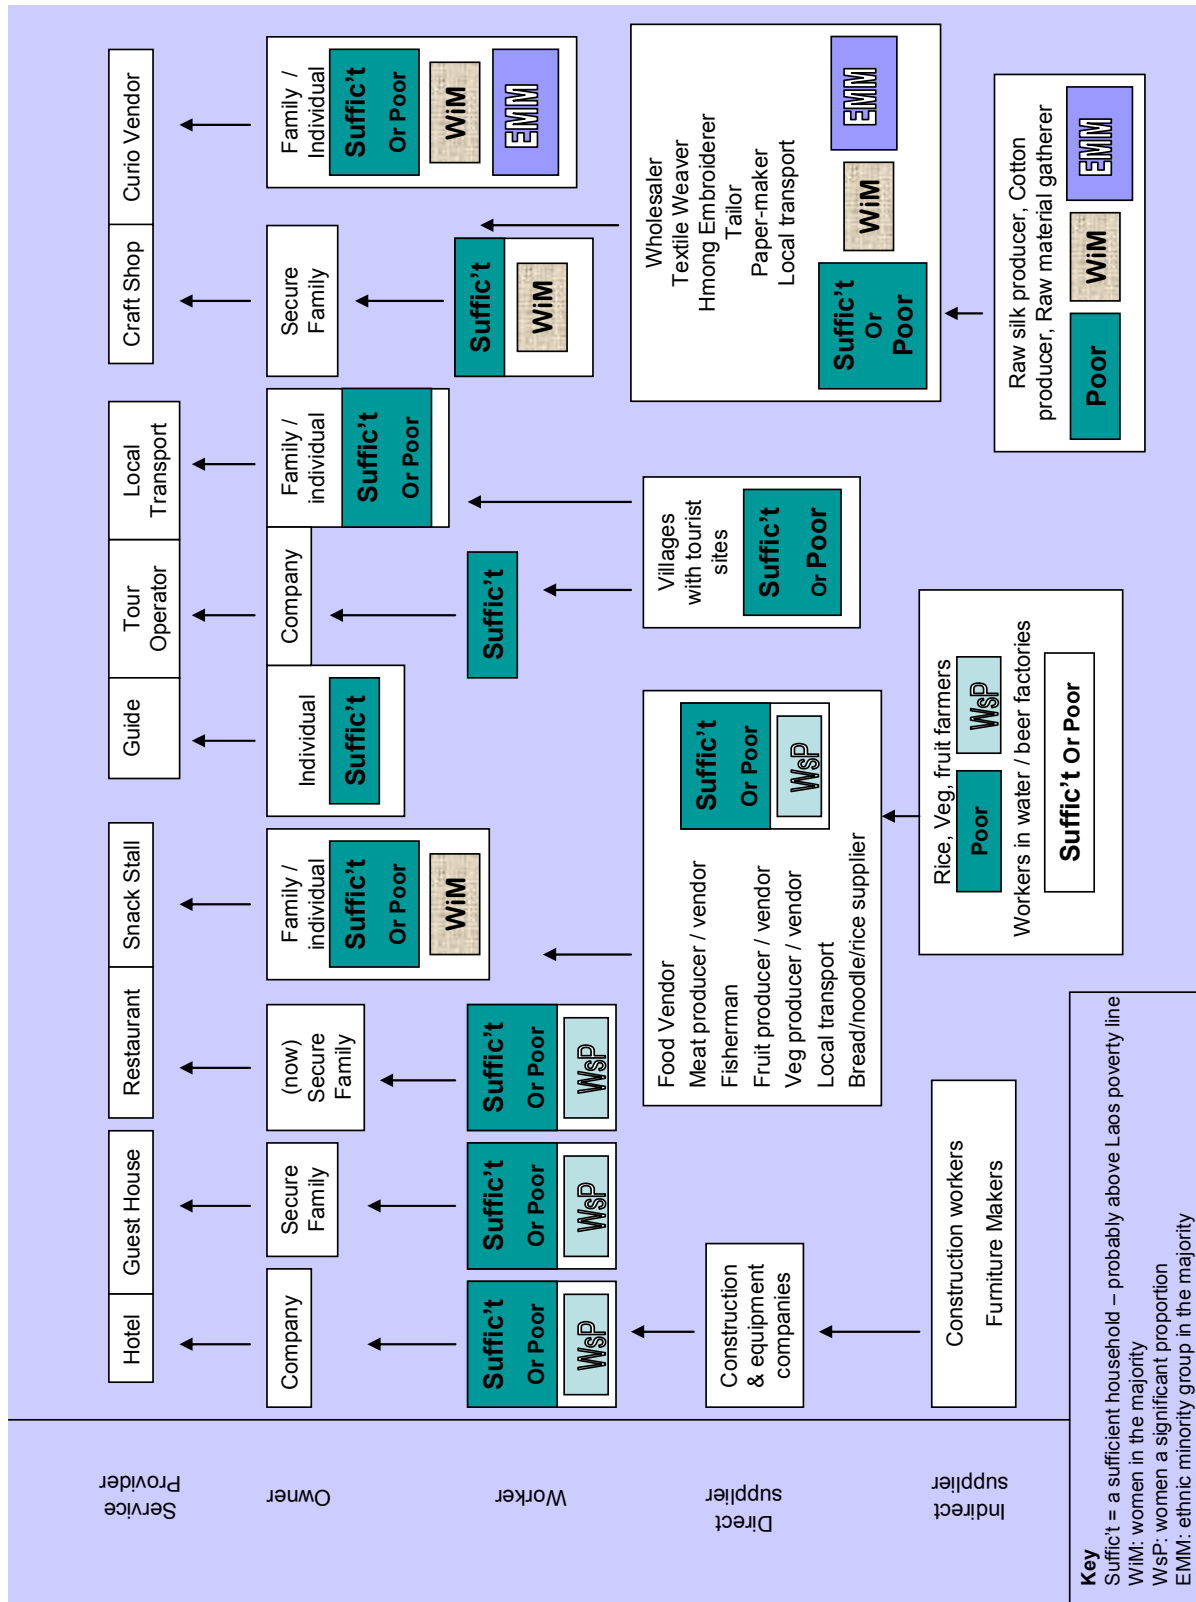 Service
Provider
Hotel
Guest House
Restaurant
Snack Stall
Guide
Tour
Operator
Local
Transport
Craft Shop
Curio Vendor
Owner
Company
Secure
Family
(now)
Secure
Family
Family /
individual
Suffic't
Or Poor
WiM
Individual
Suffic't
Company
Family /
individual
Suffic't
Or Poor
Secure
Family
Family /
Individual
Suffic't
Or Poor
WiM
EMM
Worker
Suffic't
Or Poor
WsP
Suffic't
Or Poor
WsP
Suffic't
Or Poor
WsP
Suffic't
Suffic't
WiM
Direct
supplier
Construction
& equipment
companies
Food Vendor
Meat producer / vendor
Fisherman
Fruit producer / vendor
Veg producer / vendor
Local transport
Bread/noodle/rice supplier
Suffic't
Or Poor
WsP
Villages
with tourist
sites
Suffic't
Or Poor
Wholesaler
Textile Weaver
Hmong Embroiderer
Tailor
Paper-maker
Local transport
Suffic't
Or
Poor
WiM
EMM
Indirect
supplier
Construction workers
Furniture Makers
Rice, Veg, fruit farmers
Poor
WsP
Workers in water / beer factories
Suffic't Or Poor
Raw silk producer, Cotton
producer, Raw material gatherer
Poor
WiM
EMM
Key
Suffic't = a sufficient household – probably above Laos poverty line
WiM: women in the majority
WsP: women a significant proportion
EMM: ethnic minority group in the majority